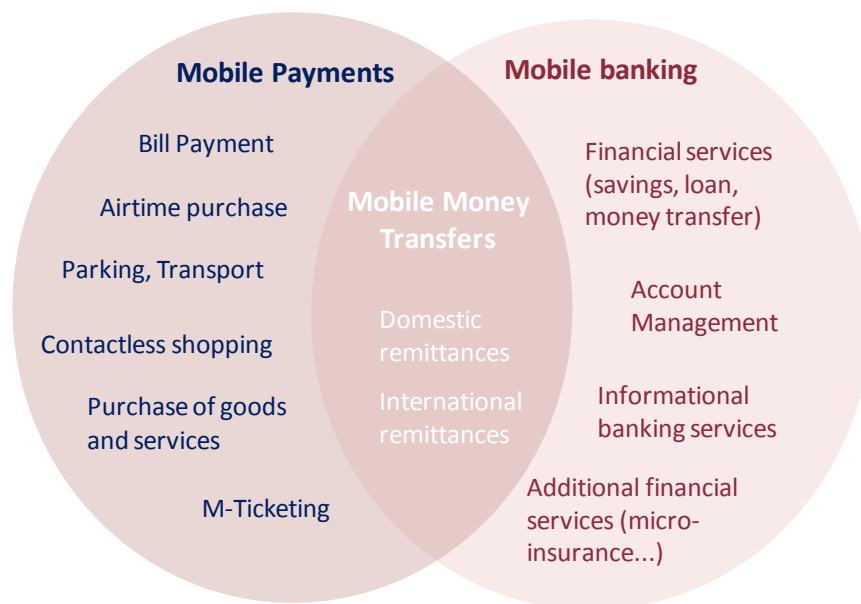 Mobile Payments
Bill Payment
Airtime purchase
Parking, Transport
Contactless shopping
Purchase of goods
and services
M-Ticketing
Mobile Money
Transfers
Domestic
remittances
International
remittances
Mobile banking
Financial services
(savings, loan,
money transfer)
Account
Management
Informational
banking services
Additional financial
services (micro-
insurance...)